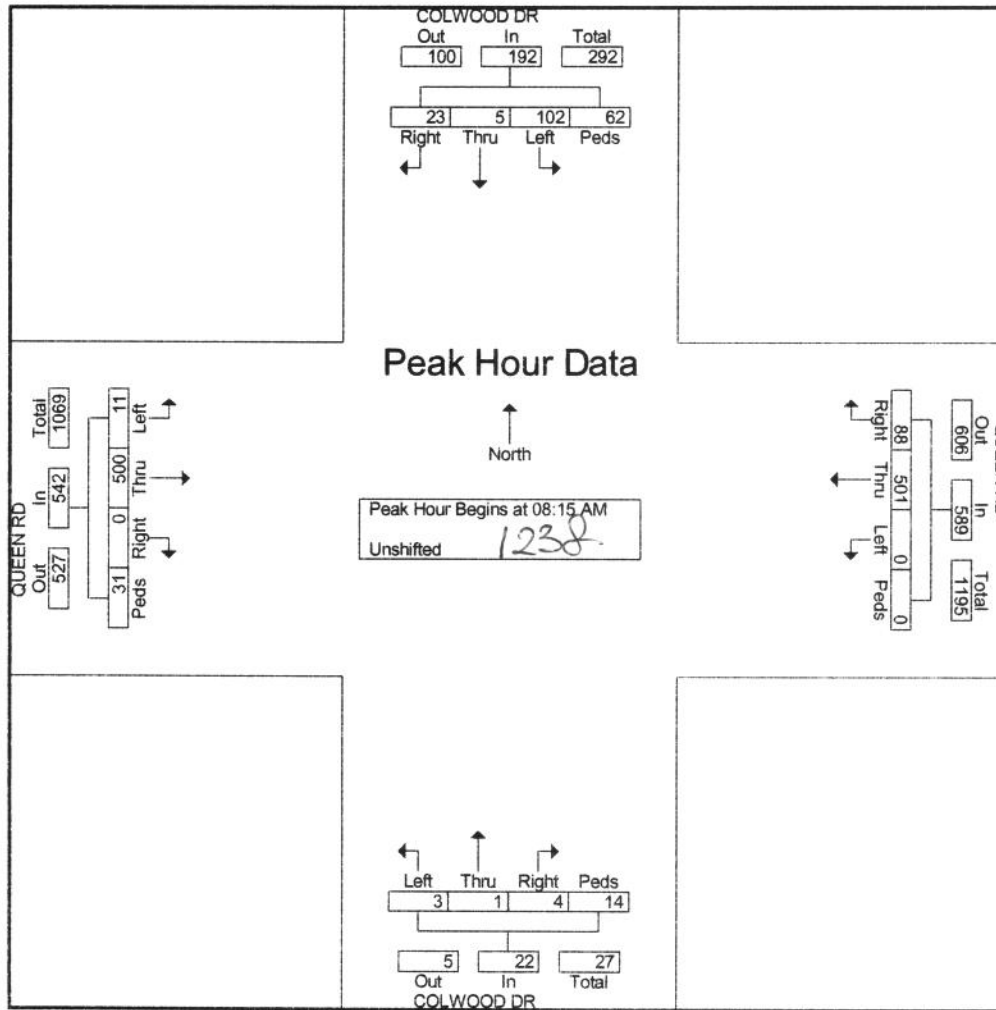 COLWOOD DR
Out In Total
100 192 292
23 5 102 62
Right Thru Left Peds
Peak Hour Data
North
Peak Hour Begins at 08:15 AM
Unshifted 1238
QUEEN RD
Out In Total
527 542 1069
11 500 0 31
Left Thru Right Peds
Out In Total
606 589 1195
88 501 0 0
Right Thru Left Peds
Left Thru Right Peds
3 1 4 14
5 22 27
Out In Total
COLWOOD DR